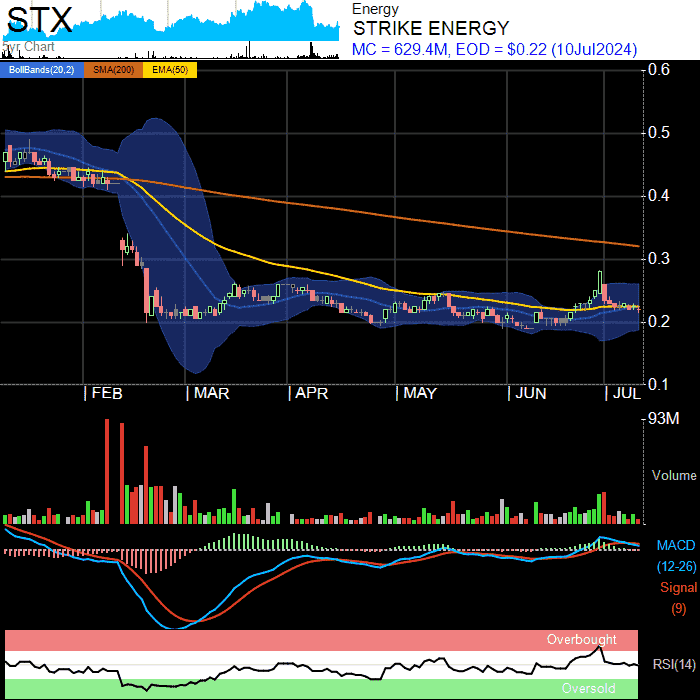 STX
Energy
STRIKE ENERGY
5yr Chart
MC = 629.4M, EOD = $0.22 (10Jul2024)
BollBands(20,2) SMA(200) EMA(50)
0.6
0.5
0.4
0.3
0.2
0.1
FEB MAR APR MAY JUN JUL
93M
Volume
MACD
(12-26)
Signal
(9)
Overbought
RSI(14)
Oversold